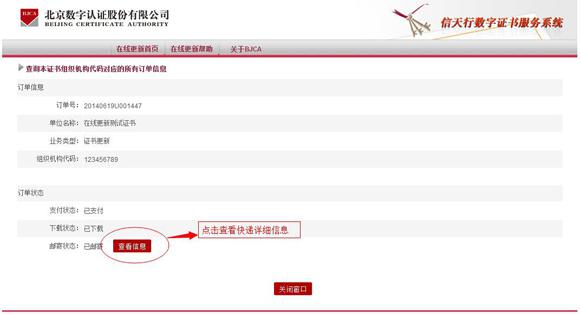 BJCA 北京数字认证股份有限公司
BEIJING CERTIFICATE AUTHORITY
信天行数字证书服务系统
在线更新首页 在线更新帮助 关于BJCA
查询本证书组织机构代码对应的所有订单信息
订单信息
订单号： 20140619U001447
单位名称： 在线更新测试证书
业务类型： 证书更新
组织机构代码： 123456789
订单状态
支付状态： 已支付
下载状态： 已下载
点击查看快递详细信息
邮寄状态： 已邮寄 查看信息
关闭窗口